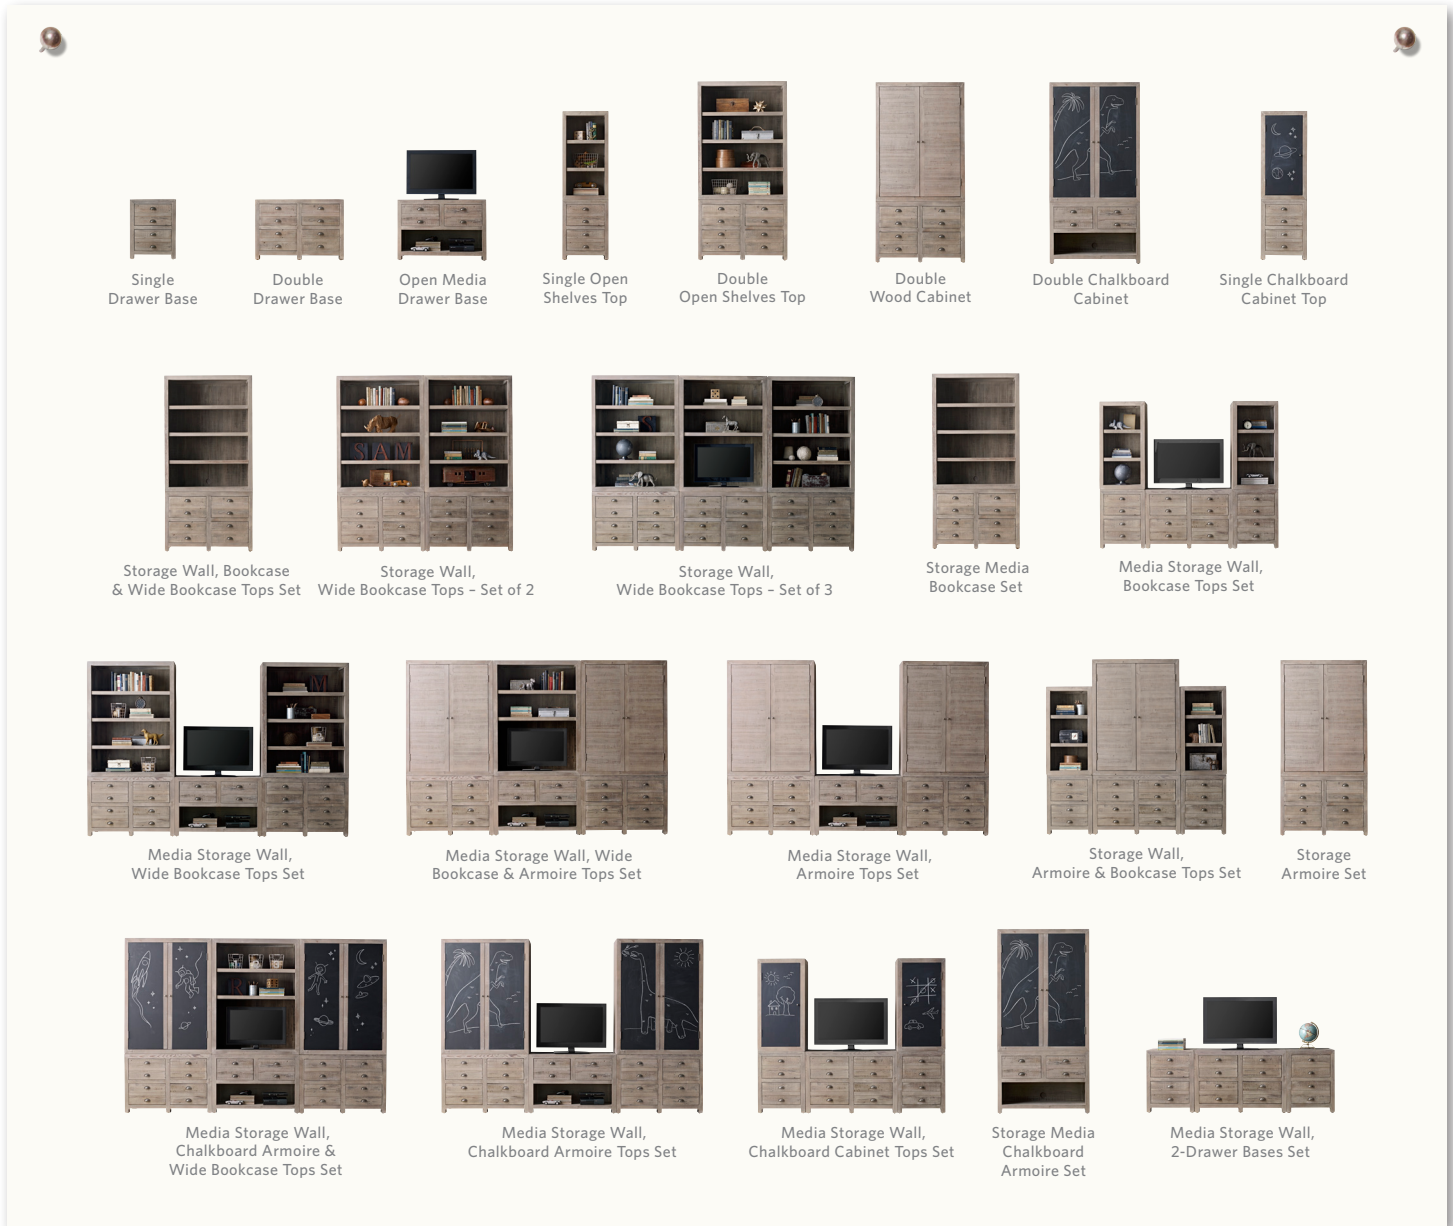 Single
Drawer Base
Double
Drawer Base
Open Media
Drawer Base
Single Open
Shelves Top
Double
Open Shelves Top
Double
Wood Cabinet
Double Chalkboard
Cabinet
Single Chalkboard
Cabinet Top
Storage Wall, Bookcase
& Wide Bookcase Tops Set
Storage Wall,
Wide Bookcase Tops – Set of 2
SIAM
Storage Wall,
Wide Bookcase Tops – Set of 3
Storage Media
Bookcase Set
Media Storage Wall,
Bookcase Tops Set
Media Storage Wall,
Wide Bookcase Tops Set
Media Storage Wall, Wide
Bookcase & Armoire Tops Set
Media Storage Wall,
Armoire Tops Set
Storage Wall,
Armoire & Bookcase Tops Set
Storage
Armoire Set
Media Storage Wall,
Chalkboard Armoire &
Wide Bookcase Tops Set
Media Storage Wall,
Chalkboard Armoire Tops Set
Media Storage Wall,
Chalkboard Cabinet Tops Set
Storage Media
Chalkboard
Armoire Set
Media Storage Wall,
2-Drawer Bases Set